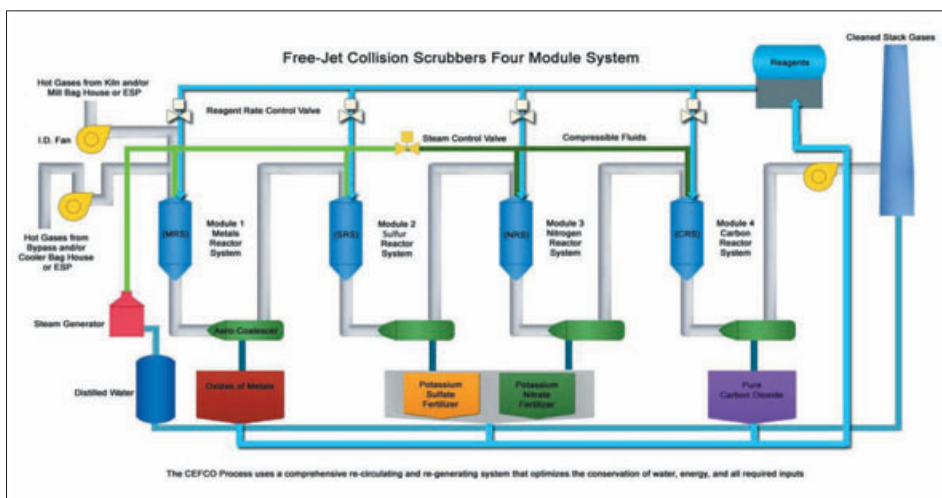 Cleaned Stack Gases
Free-Jet Collision Scrubbers Four Module System
Reagents
Hot Gases from Kiln and/or
Mill Bag House or ESP
Reagent Rate Control Valve
I.D. Fan
Steam Control Valve
Compressible Fluids
Hot Gases from
Bypass and/or
Cooler Bag House
or ESP
(MRS)
Module 1
Metals
Reactor
System
(SRS)
Module 2
Sulfur
Reactor
System
(NRS)
Module 3
Nitrogen
Reactor
System
(CRS)
Module 4
Carbon
Reactor
System
Steam Generator
Aero Coalescer
Distilled Water
Oxides of Metals
Potassium
Sulfate
Fertilizer
Potassium
Nitrate
Fertilizer
Pure
Carbon Dioxide
The CEFCO Process uses a comprehensive re-circulating and re-generating system that optimizes the conservation of water, energy, and all required inputs